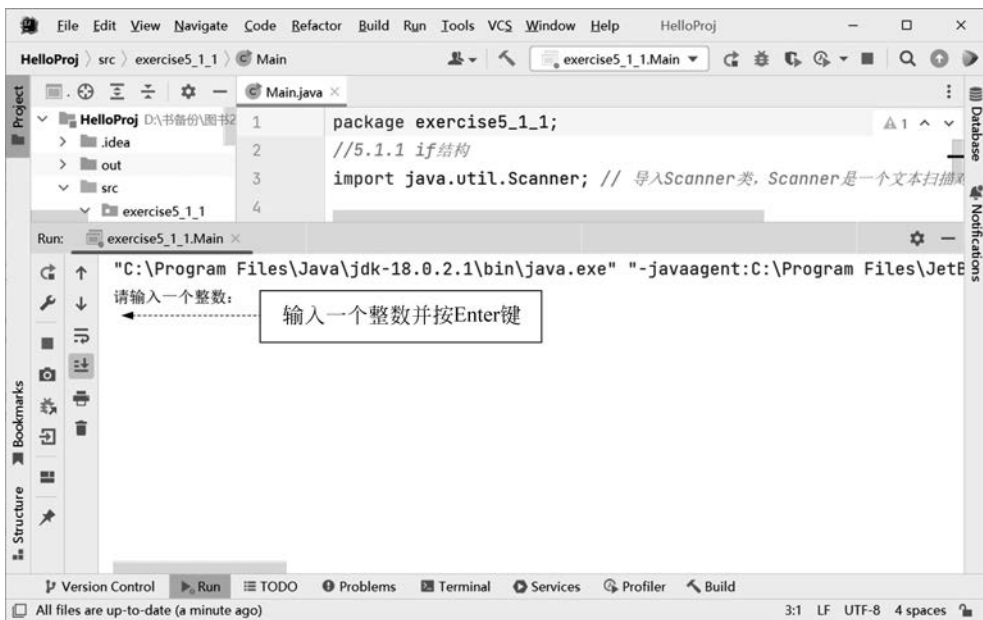 File Edit View Navigate Code Refactor Build Run Tools VCS Window Help HelloProj
HelloProj src exercise5_1_1 Main exercise5_1_1.Main
Project
Main.java
HelloProj D:\书备份\图书2
.idea
out
src
exercise5_1_1
1 package exercise5_1_1;
2 //5.1.1 if结构
3 import java.util.Scanner; // 导入Scanner类, Scanner是一个文本扫描
4
1
Database
Notifications
Run: exercise5_1_1.Main
"C:\Program Files\Java\jdk-18.0.2.1\bin\java.exe" "-javaagent:C:\Program Files\JetB
请输入一个整数:
输入一个整数并按Enter键
Bookmarks
Structure
Version Control Run TODO Problems Terminal Services Profiler Build
All files are up-to-date (a minute ago) 3:1 LF UTF-8 4 spaces